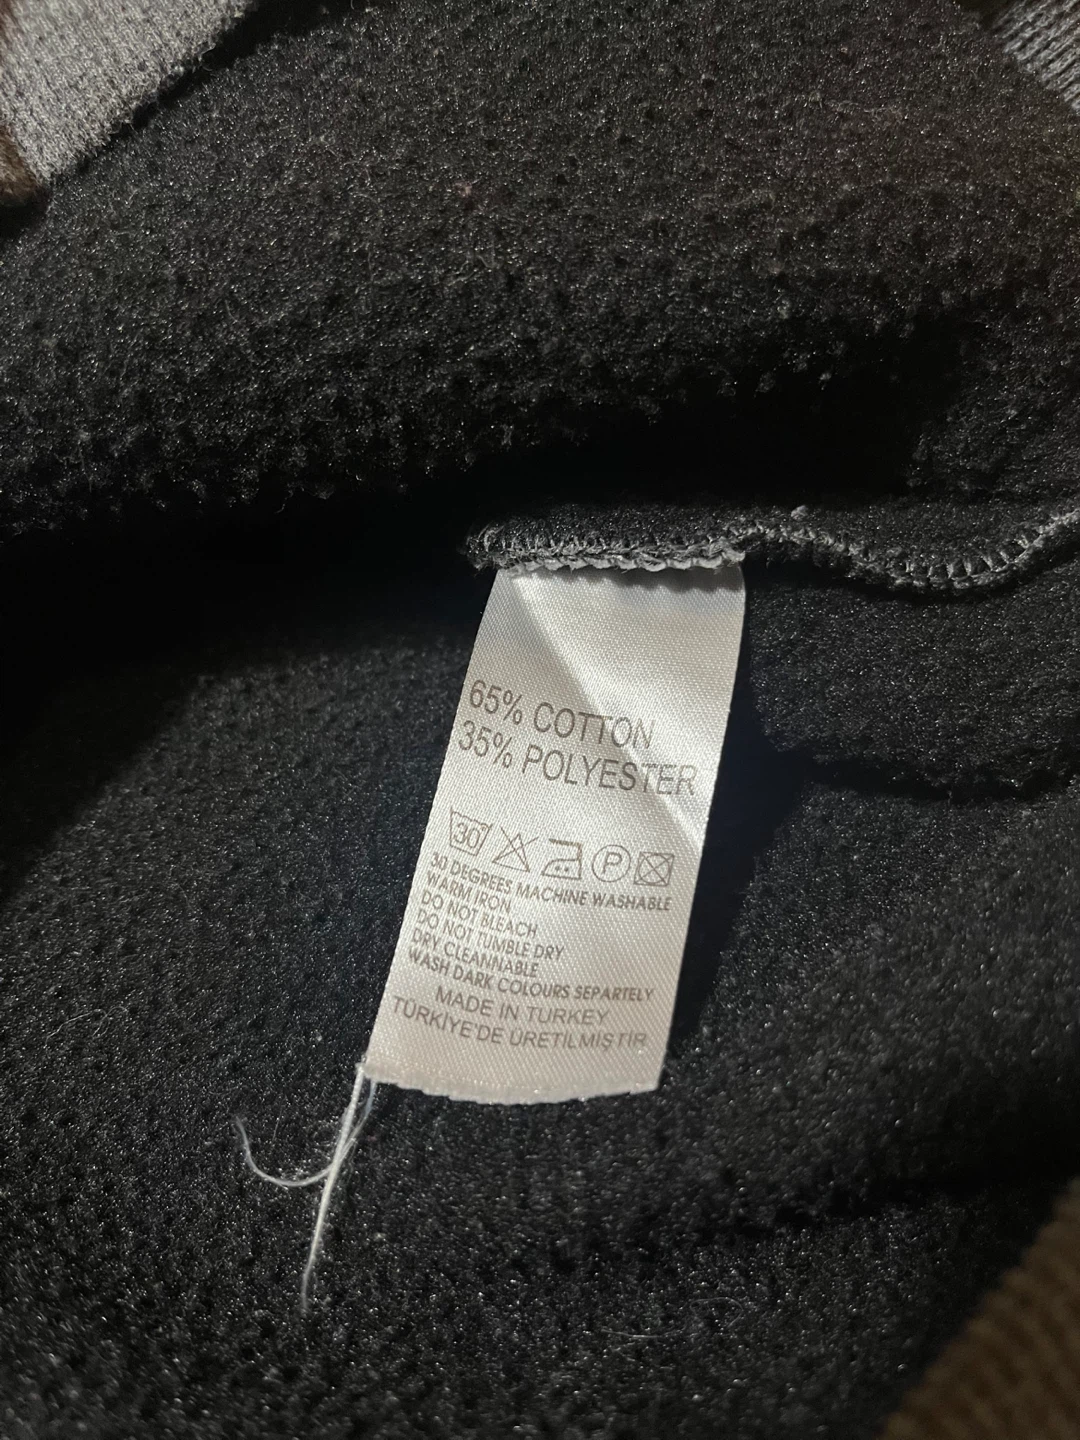 65% COTTON
35% POLYESTER
30 P
30 DEGREES MACHINE WASHABLE
WARM IRON
DO NOT BLEACH
DO NOT TUMBLE DRY
DRY CLEANNABLE
WASH DARK COLOURS SEPARTELY
MADE IN TURKEY
TÜRKİYE'DE ÜRETİLMİŞTİR